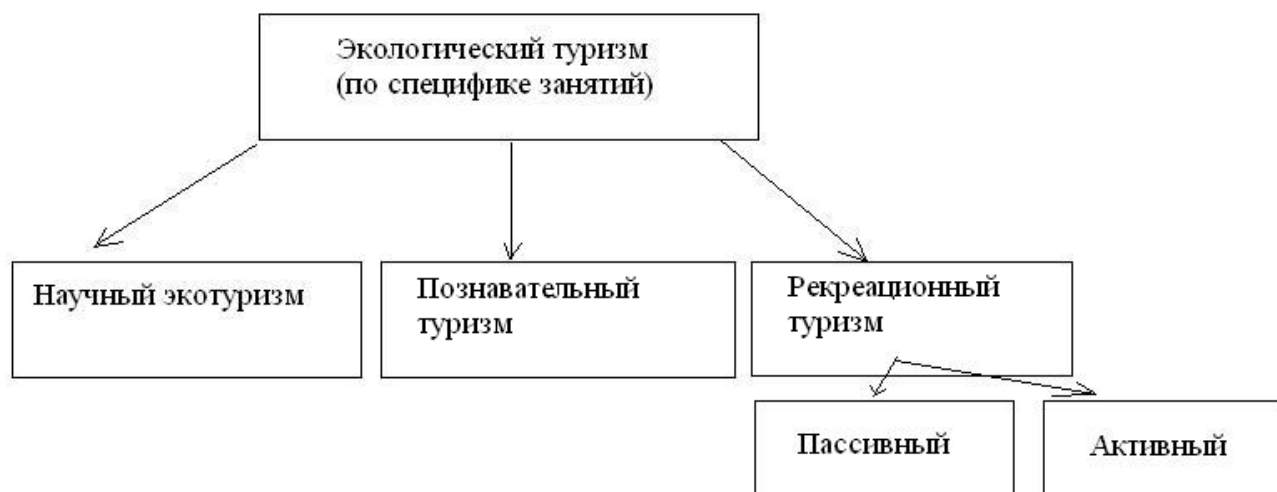 Экологический туризм
(по специфике занятий)
Научный экотуризм
Познавательный
туризм
Рекреационный
туризм
Пассивный
Активный